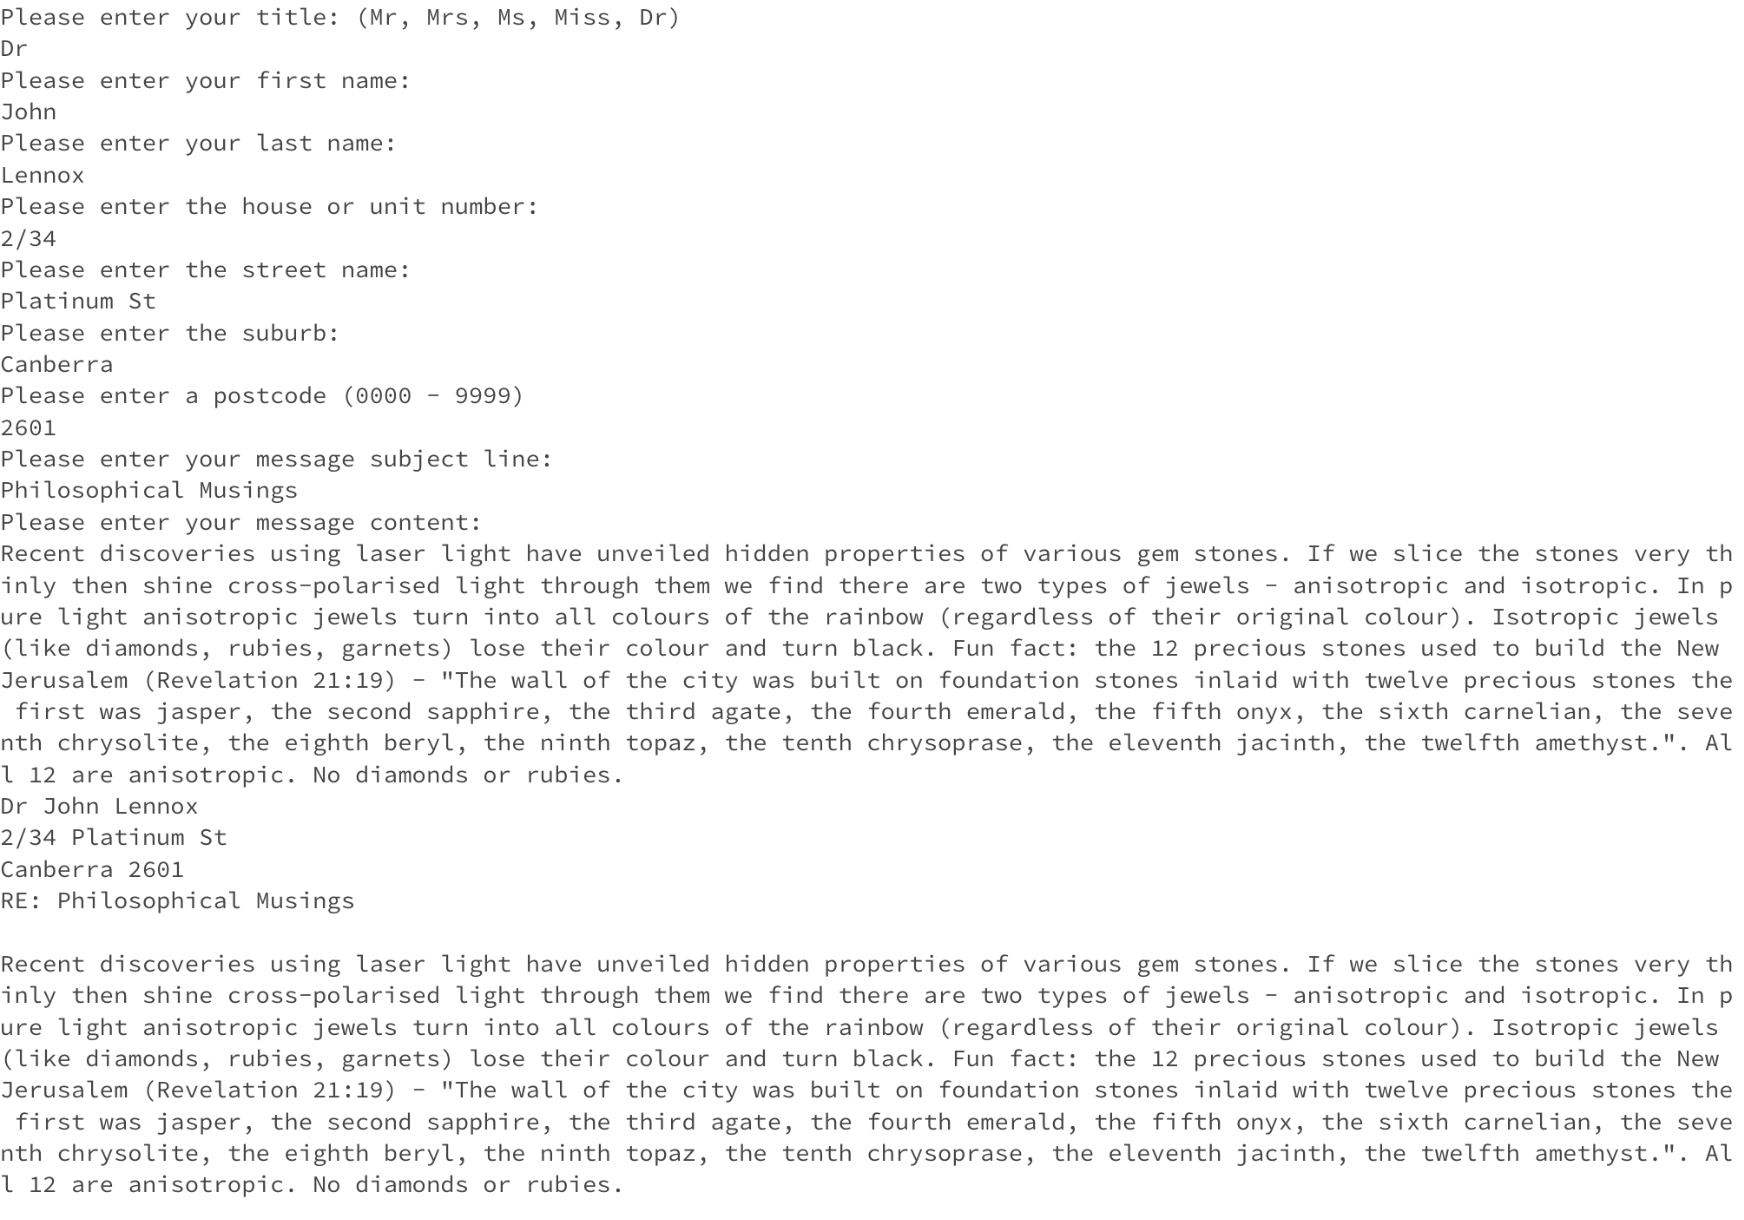 Please enter your title: (Mr, Mrs, Ms, Miss, Dr)
Dr
Please enter your first name:
John
Please enter your last name:
Lennox
Please enter the house or unit number:
2/34
Please enter the street name:
Platinum St
Please enter the suburb:
Canberra
Please enter a postcode (0000 - 9999)
2601
Please enter your message subject line:
Philosophical Musings
Please enter your message content:
Recent discoveries using laser light have unveiled hidden properties of various gem stones. If we slice the stones very th
inly then shine cross-polarised light through them we find there are two types of jewels - anisotropic and isotropic. In p
ure light anisotropic jewels turn into all colours of the rainbow (regardless of their original colour). Isotropic jewels
(like diamonds, rubies, garnets) lose their colour and turn black. Fun fact: the 12 precious stones used to build the New
Jerusalem (Revelation 21:19) - "The wall of the city was built on foundation stones inlaid with twelve precious stones the
 first was jasper, the second sapphire, the third agate, the fourth emerald, the fifth onyx, the sixth carnelian, the seve
nth chrysolite, the eighth beryl, the ninth topaz, the tenth chrysoprase, the eleventh jacinth, the twelfth amethyst.". Al
l 12 are anisotropic. No diamonds or rubies.
Dr John Lennox
2/34 Platinum St
Canberra 2601
RE: Philosophical Musings

Recent discoveries using laser light have unveiled hidden properties of various gem stones. If we slice the stones very th
inly then shine cross-polarised light through them we find there are two types of jewels - anisotropic and isotropic. In p
ure light anisotropic jewels turn into all colours of the rainbow (regardless of their original colour). Isotropic jewels
(like diamonds, rubies, garnets) lose their colour and turn black. Fun fact: the 12 precious stones used to build the New
Jerusalem (Revelation 21:19) - "The wall of the city was built on foundation stones inlaid with twelve precious stones the
 first was jasper, the second sapphire, the third agate, the fourth emerald, the fifth onyx, the sixth carnelian, the seve
nth chrysolite, the eighth beryl, the ninth topaz, the tenth chrysoprase, the eleventh jacinth, the twelfth amethyst.". Al
l 12 are anisotropic. No diamonds or rubies.